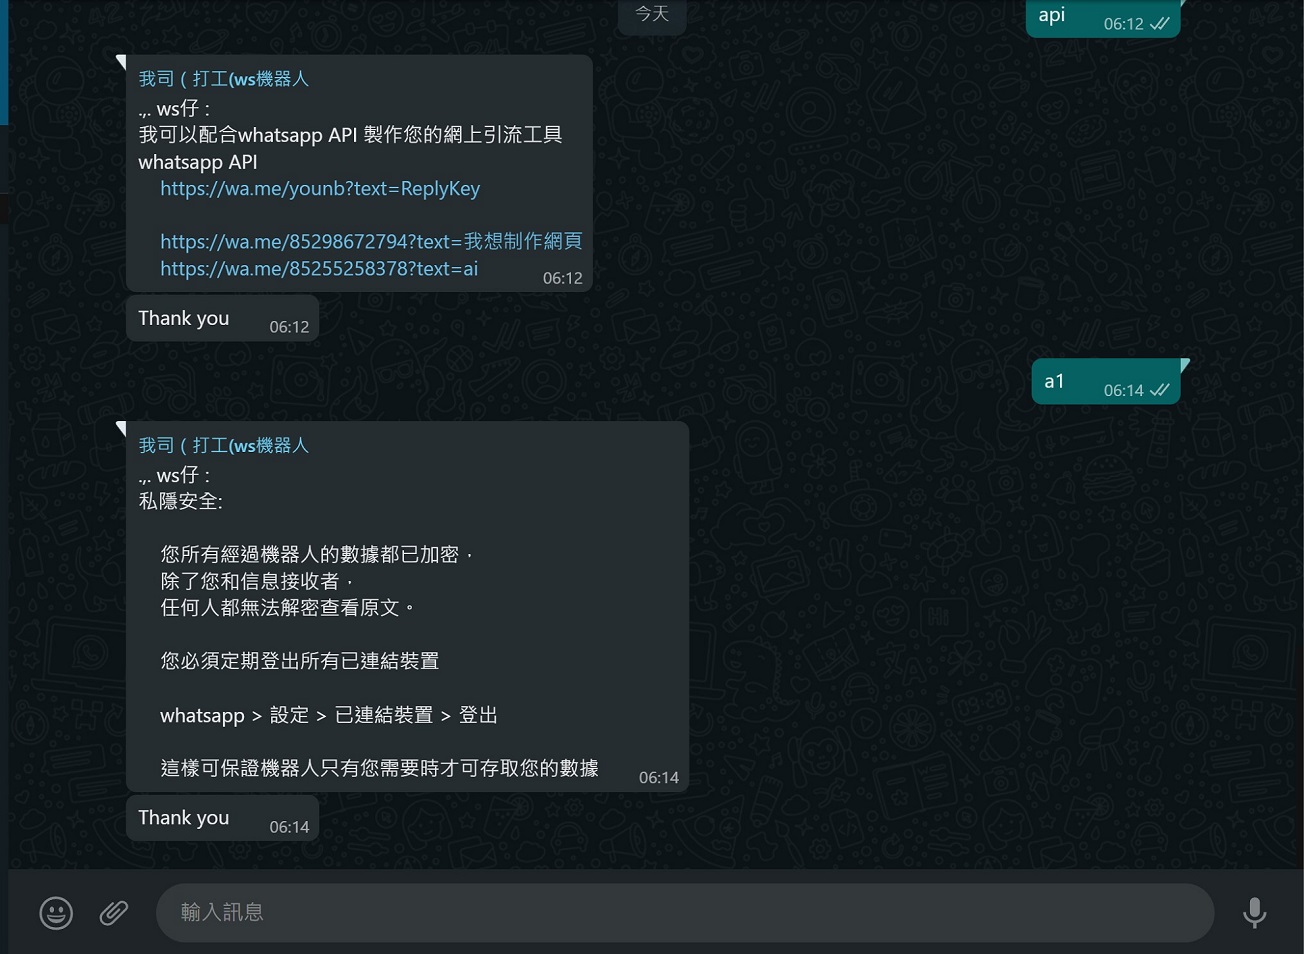 今天
api
06:12
我司 ( 打工(ws機器人
.,. ws仔 :
我可以配合whatsapp API 製作您的網上引流工具
whatsapp API
https://wa.me/younb?text=ReplyKey
https://wa.me/85298672794?text=我想制作網頁
https://wa.me/85255258378?text=ai
06:12
Thank you
06:12
a1
06:14
我司 ( 打工(ws機器人
.,. ws仔 :
私隱安全:
您所有經過機器人的數據都已加密，
除了您和信息接收者，
任何人都無法解密查看原文。
您必須定期登出所有已連結裝置
whatsapp > 設定 > 已連結裝置 > 登出
這樣可保證機器人只有您需要時才可存取您的數據
06:14
Thank you
06:14
輸入訊息